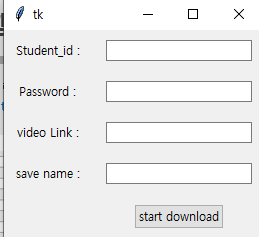 tk
Student_id :
Password :
video Link :
save name :
start download